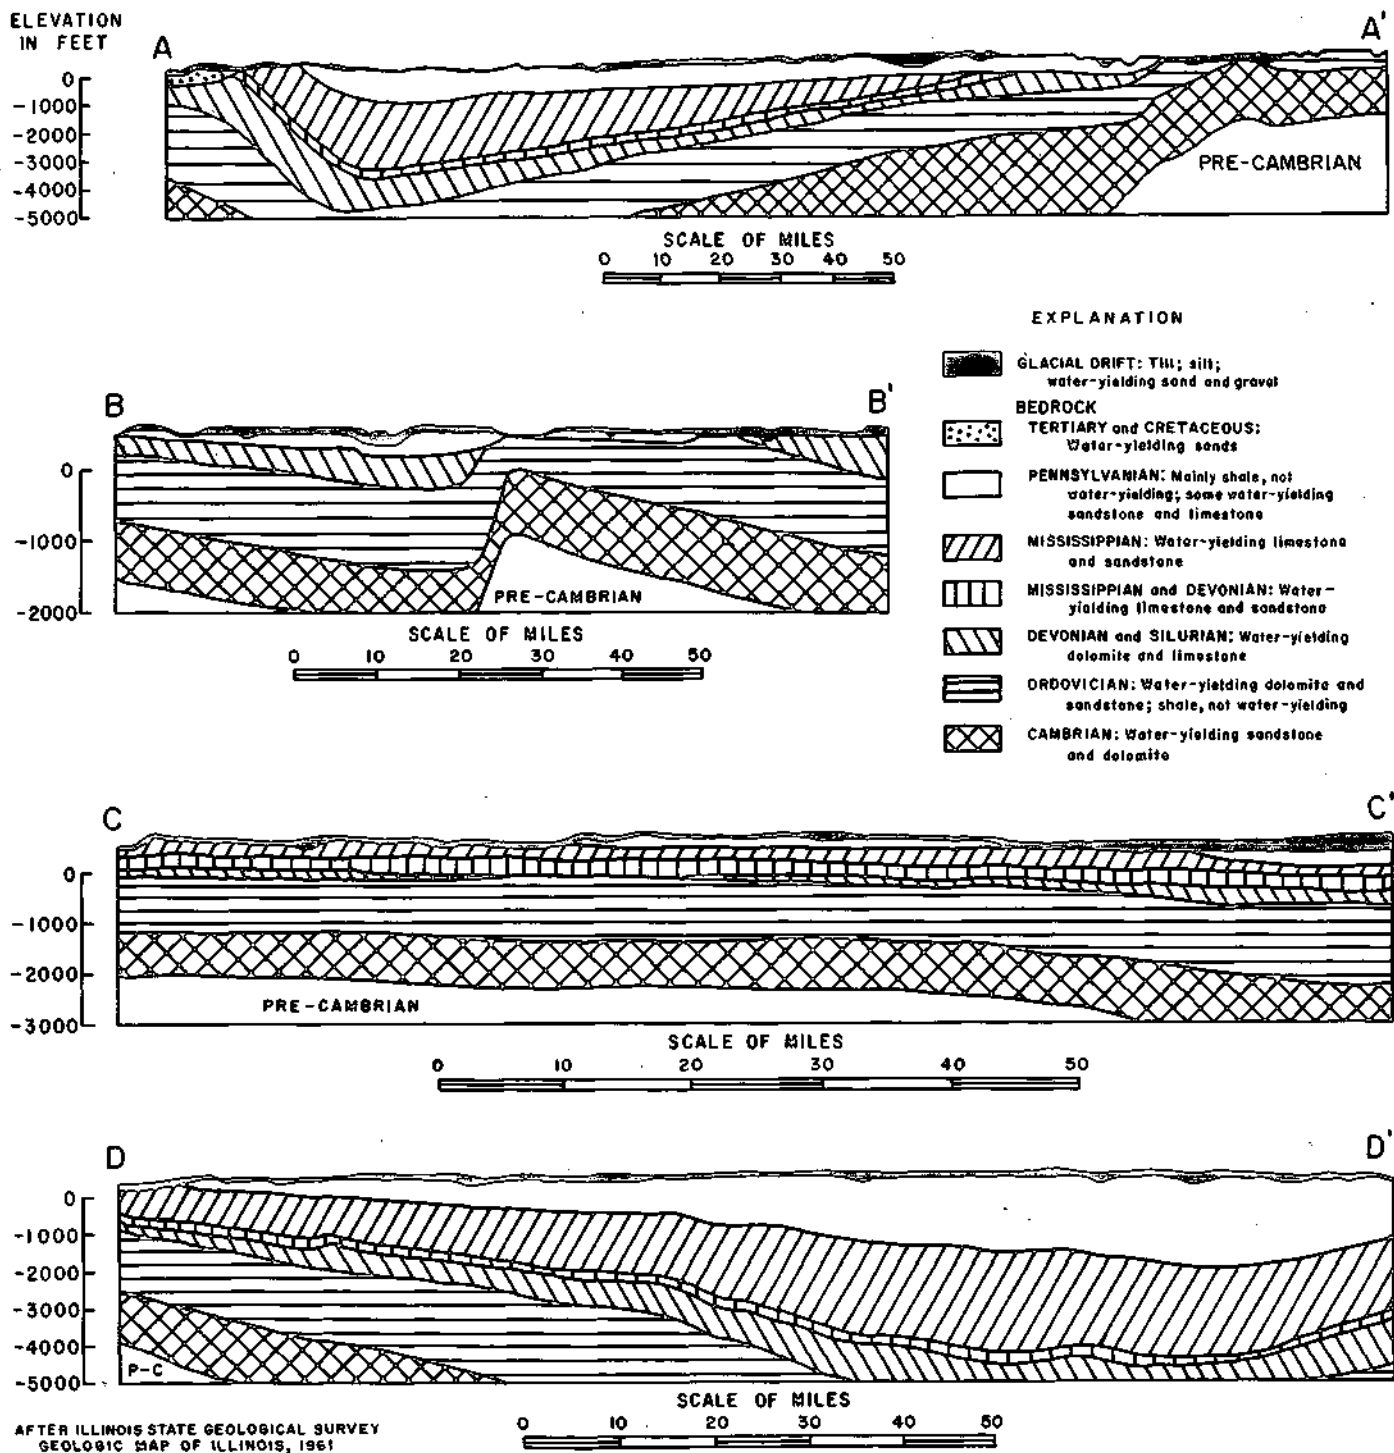 ELEVATION
IN FEET
A
A'
0
-1000
-2000
-3000
-4000
-5000
PRE-CAMBRIAN
SCALE OF MILES
0 10 20 30 40 50
EXPLANATION
GLACIAL DRIFT: Till; silt;
water-yielding sand and gravel
BEDROCK
TERTIARY and CRETACEOUS:
Water-yielding sands
PENNSYLVANIAN: Mainly shale, not
water-yielding; some water-yielding
sandstone and limestone
MISSISSIPPIAN: Water-yielding limestone
and sandstone
MISSISSIPPIAN and DEVONIAN: Water-
yielding limestone and sandstone
DEVONIAN and SILURIAN: Water-yielding
dolomite and limestone
ORDOVICIAN: Water-yielding dolomite and
sandstone; shale, not water-yielding
CAMBRIAN: Water-yielding sandstone
and dolomite
B
B'
0
-1000
-2000
PRE-CAMBRIAN
SCALE OF MILES
0 10 20 30 40 50
C
C'
0
-1000
-2000
-3000
PRE-CAMBRIAN
SCALE OF MILES
0 10 20 30 40 50
D
D'
0
-1000
-2000
-3000
-4000
-5000
P-C
SCALE OF MILES
0 10 20 30 40 50
AFTER ILLINOIS STATE GEOLOGICAL SURVEY
GEOLOGIC MAP OF ILLINOIS, 1961